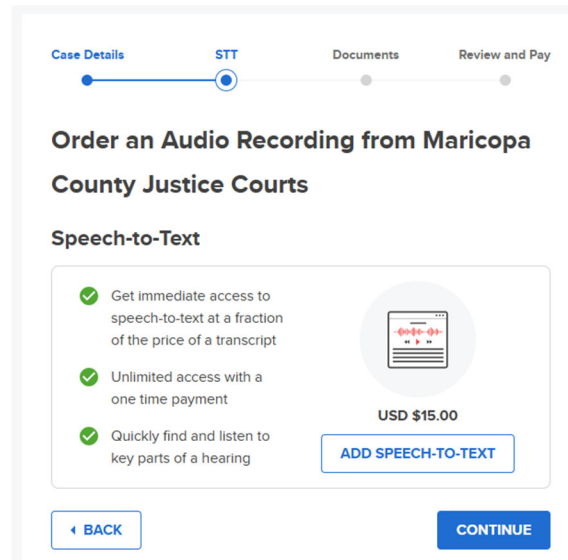 Case Details
STT
Documents
Review and Pay
Order an Audio Recording from Maricopa
County Justice Courts
Speech-to-Text
Get immediate access to
speech-to-text at a fraction
of the price of a transcript
Unlimited access with a
one time payment
Quickly find and listen to
key parts of a hearing
USD $15.00
ADD SPEECH-TO-TEXT
BACK
CONTINUE